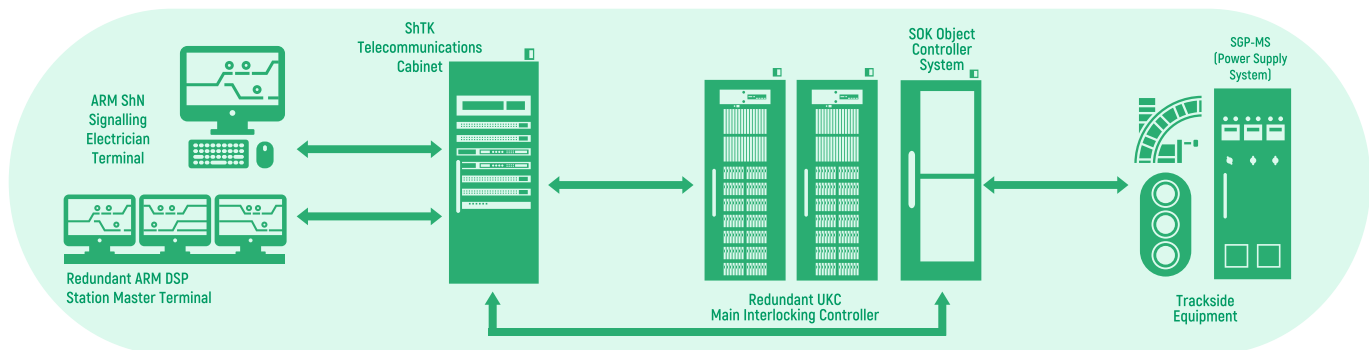 ARM ShN
Signalling
Electrician
Terminal
Redundant ARM DSP
Station Master Terminal
ShTK
Telecommunications
Cabinet
Redundant UKC
Main Interlocking Controller
SOK Object
Controller
System
SGP-MS
(Power Supply
System)
Trackside
Equipment